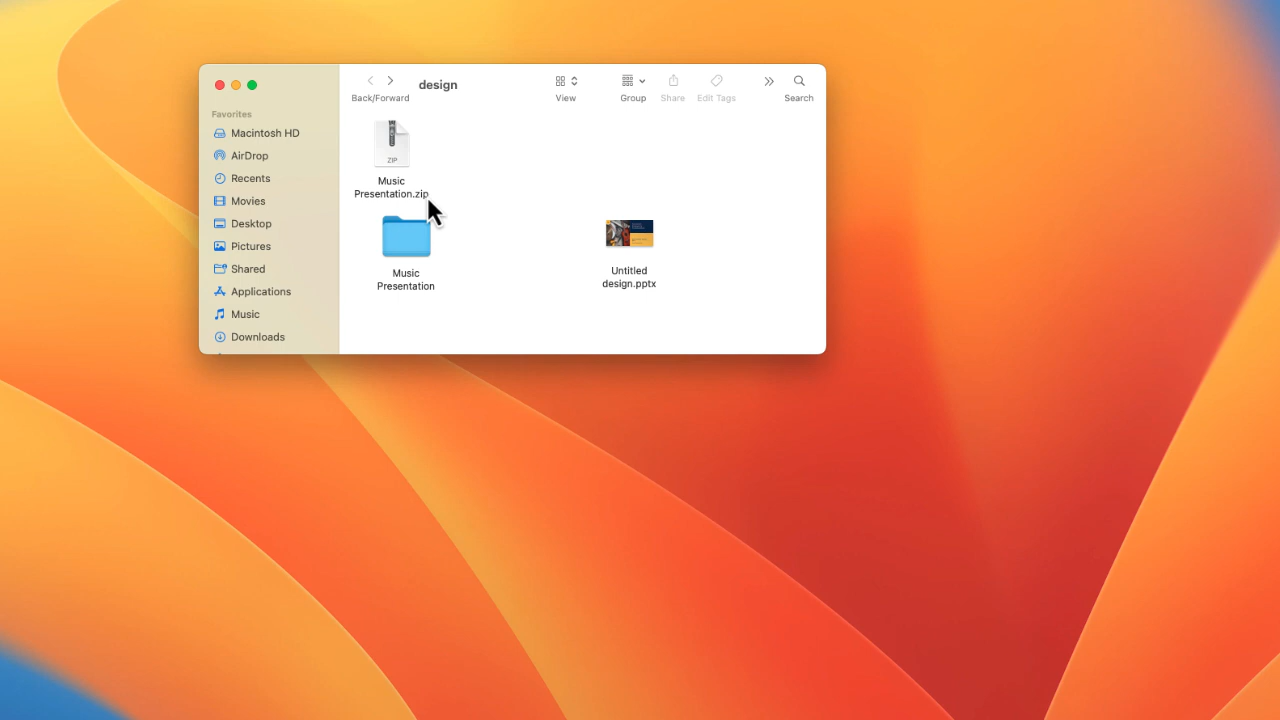 design
Back/Forward
View
Group
Share
Edit Tags
Search
Favorites
Macintosh HD
AirDrop
Recents
Movies
Desktop
Pictures
Shared
Applications
Music
Downloads
ZIP
Music
Presentation.zip
Music
Presentation
Untitled
design.pptx